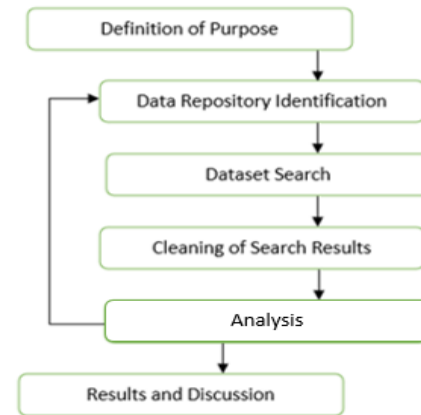 Definition of Purpose
Data Repository Identification
Dataset Search
Cleaning of Search Results
Analysis
Results and Discussion